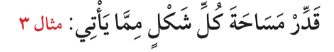 قَدِّرْ مَسَاحَةَ كُلِّ شَكْلٍ مِمَّا يَأْتِي: مثال ٣